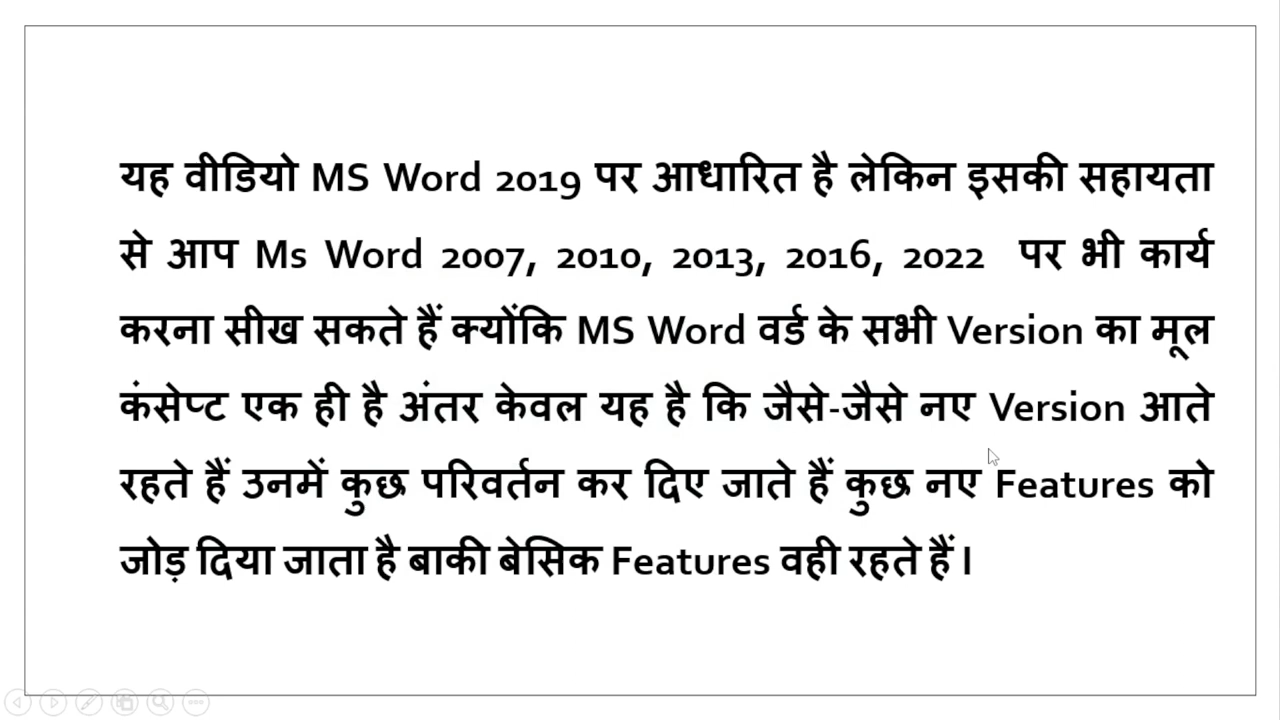 यह वीडियो MS Word 2019 पर आधारित है लेकिन इसकी सहायता
से आप Ms Word 2007, 2010, 2013, 2016, 2022 पर भी कार्य
करना सीख सकते हैं क्योंकि MS Word वर्ड के सभी Version का मूल
कंसेप्ट एक ही है अंतर केवल यह है कि जैसे-जैसे नए Version आते
रहते हैं उनमें कुछ परिवर्तन कर दिए जाते हैं कुछ नए Features को
जोड़ दिया जाता है बाकी बेसिक Features वही रहते हैं।